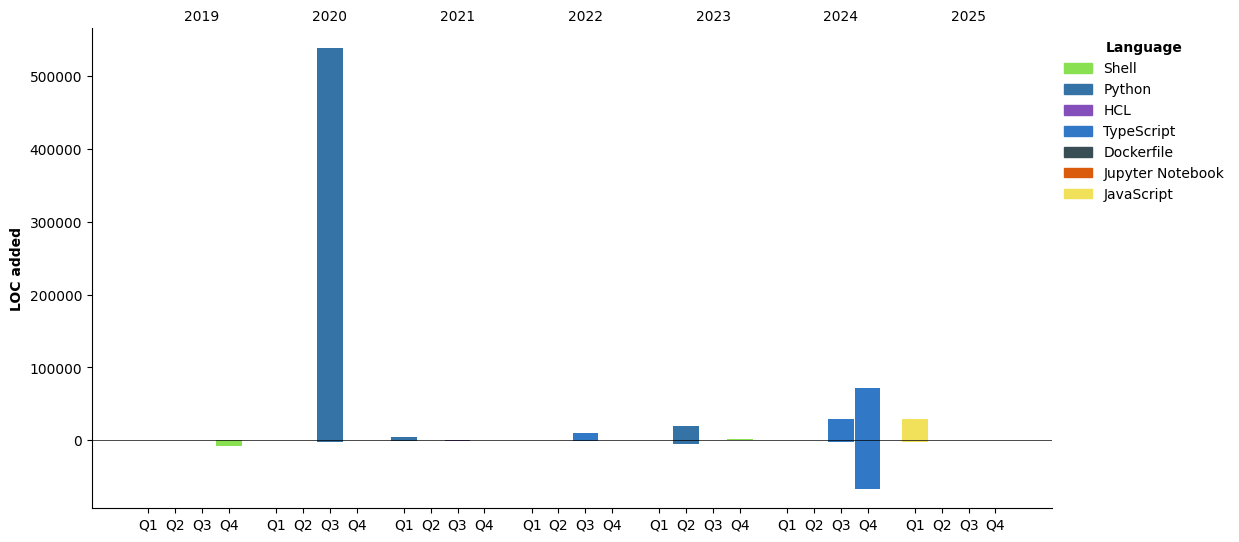 2019 2020 2021 2022 2023 2024 2025
LOC added
500000
400000
300000
200000
100000
0
Q1 Q2 Q3 Q4 Q1 Q2 Q3 Q4 Q1 Q2 Q3 Q4 Q1 Q2 Q3 Q4 Q1 Q2 Q3 Q4 Q1 Q2 Q3 Q4 Q1 Q2 Q3 Q4
Language
Shell
Python
HCL
TypeScript
Dockerfile
Jupyter Notebook
JavaScript